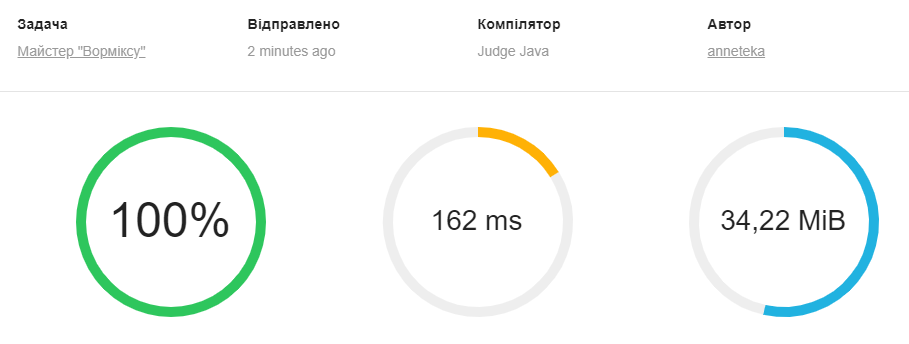 Задача Відправлено Компілятор Автор
Майстер "Ворміксу" 2 minutes ago Judge Java anneteka
100% 162 ms 34,22 MiB